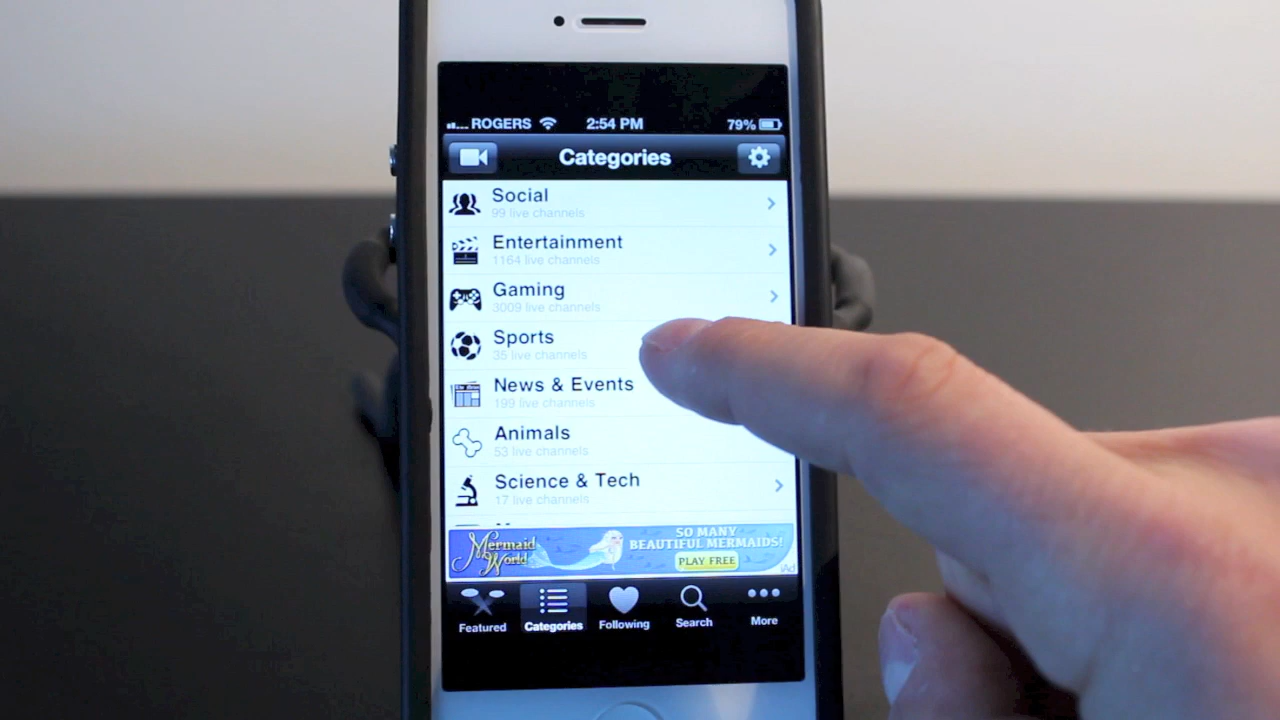 ROGERS 2:54 PM 79%
Categories
Social
99 live channels
Entertainment
1164 live channels
Gaming
3009 live channels
Sports
35 live channels
News & Events
199 live channels
Animals
53 live channels
Science & Tech
17 live channels
Mermaid World
SO MANY
BEAUTIFUL MERMAIDS!
PLAY FREE
iAd
Featured Categories Following Search More